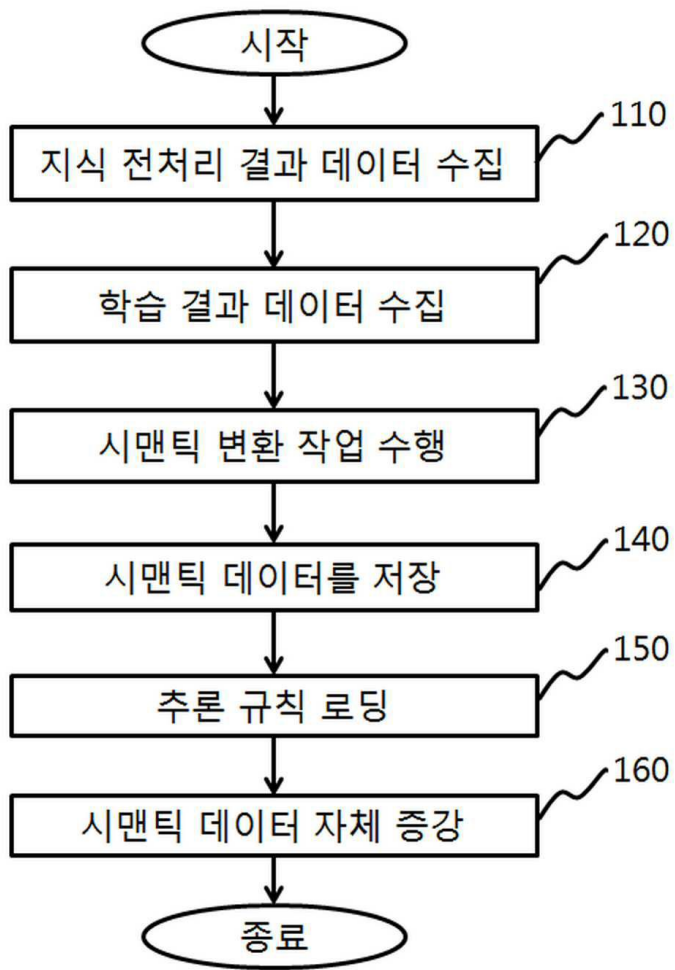 시작
110
지식 전처리 결과 데이터 수집
120
학습 결과 데이터 수집
130
시맨틱 변환 작업 수행
140
시맨틱 데이터를 저장
150
추론 규칙 로딩
160
시맨틱 데이터 자체 증강
종료